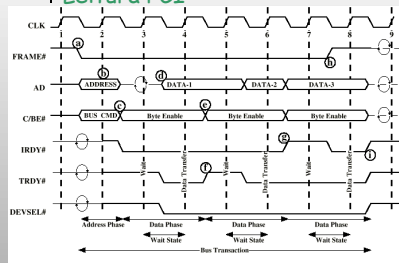 Leitura PCI
CLK
1 2 3 4 5 6 7 8 9
FRAME#
a
h
AD
b
ADDRESS
d
DATA-1
DATA-2
DATA-3
C/BE#
BUS CMD
c
Byte Enable
e
Byte Enable
Byte Enable
IRDY#
g
i
Wait
Data Transfer
Wait
Data Transfer
Wait
Data Transfer
TRDY#
f
DEVSEL#
Address Phase
Data Phase
Data Phase
Data Phase
Wait State
Wait State
Wait State
Bus Transaction